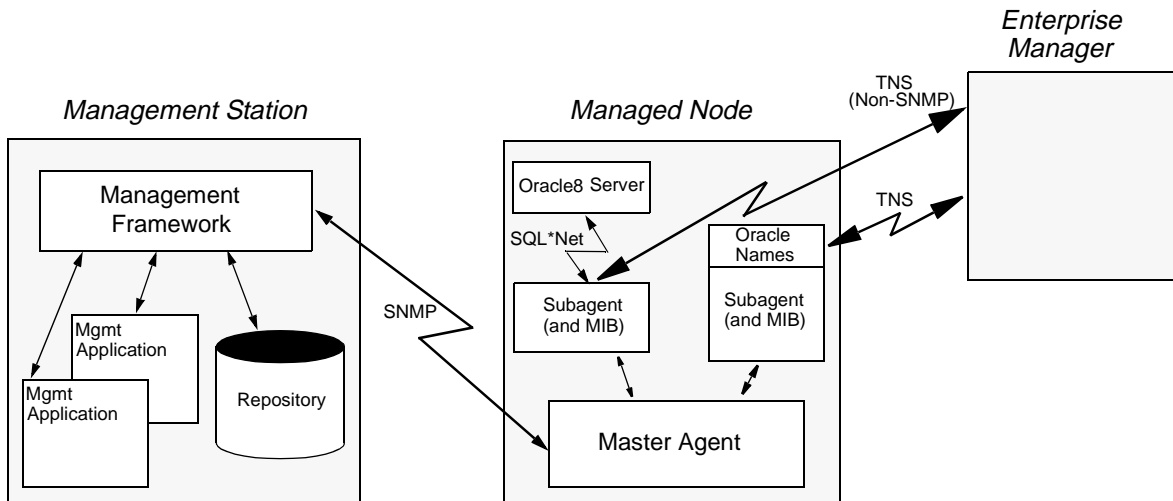 Enterprise
Manager
TNS
(Non-SNMP)
Management Station
Managed Node
Management
Framework
Oracle8 Server
TNS
SQL*Net
Oracle
Names
SNMP
Subagent
(and MIB)
Subagent
(and MIB)
Mgmt
Application
Mgmt
Application
Repository
Master Agent